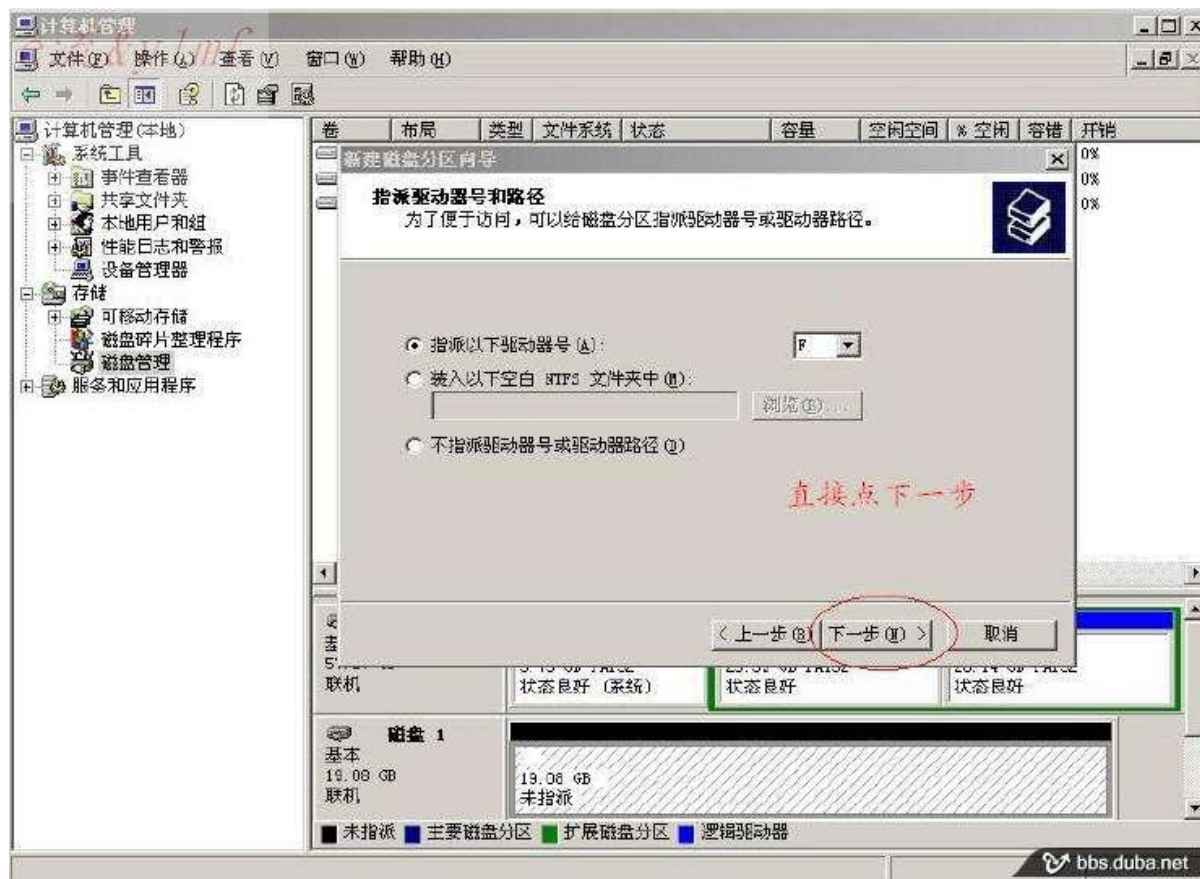 计算机管理
文件(F) 操作(A) 查看(V) 窗口(W) 帮助(H)
计算机管理(本地)
系统工具
事件查看器
共享文件夹
本地用户和组
性能日志和警报
设备管理器
存储
可移动存储
磁盘碎片整理程序
磁盘管理
服务和应用程序
卷 布局 类型 文件系统 状态 容量 空闲空间 % 空闲 容错 开销
0%
0%
0%
新建磁盘分区向导
指派驱动器号和路径
为了便于访问，可以给磁盘分区指派驱动器号或驱动器路径。
指派以下驱动器号(A): F
装入以下空白 NTFS 文件夹中(M):
浏览(R)...
不指派驱动器号或驱动器路径(D)
直接点下一步
< 上一步(B) 下一步(N) > 取消
联机
状态良好 (系统) 状态良好 状态良好
磁盘 1
基本
19.08 GB
联机
19.08 GB
未指派
未指派 主要磁盘分区 扩展磁盘分区 逻辑驱动器
bbs.duba.net